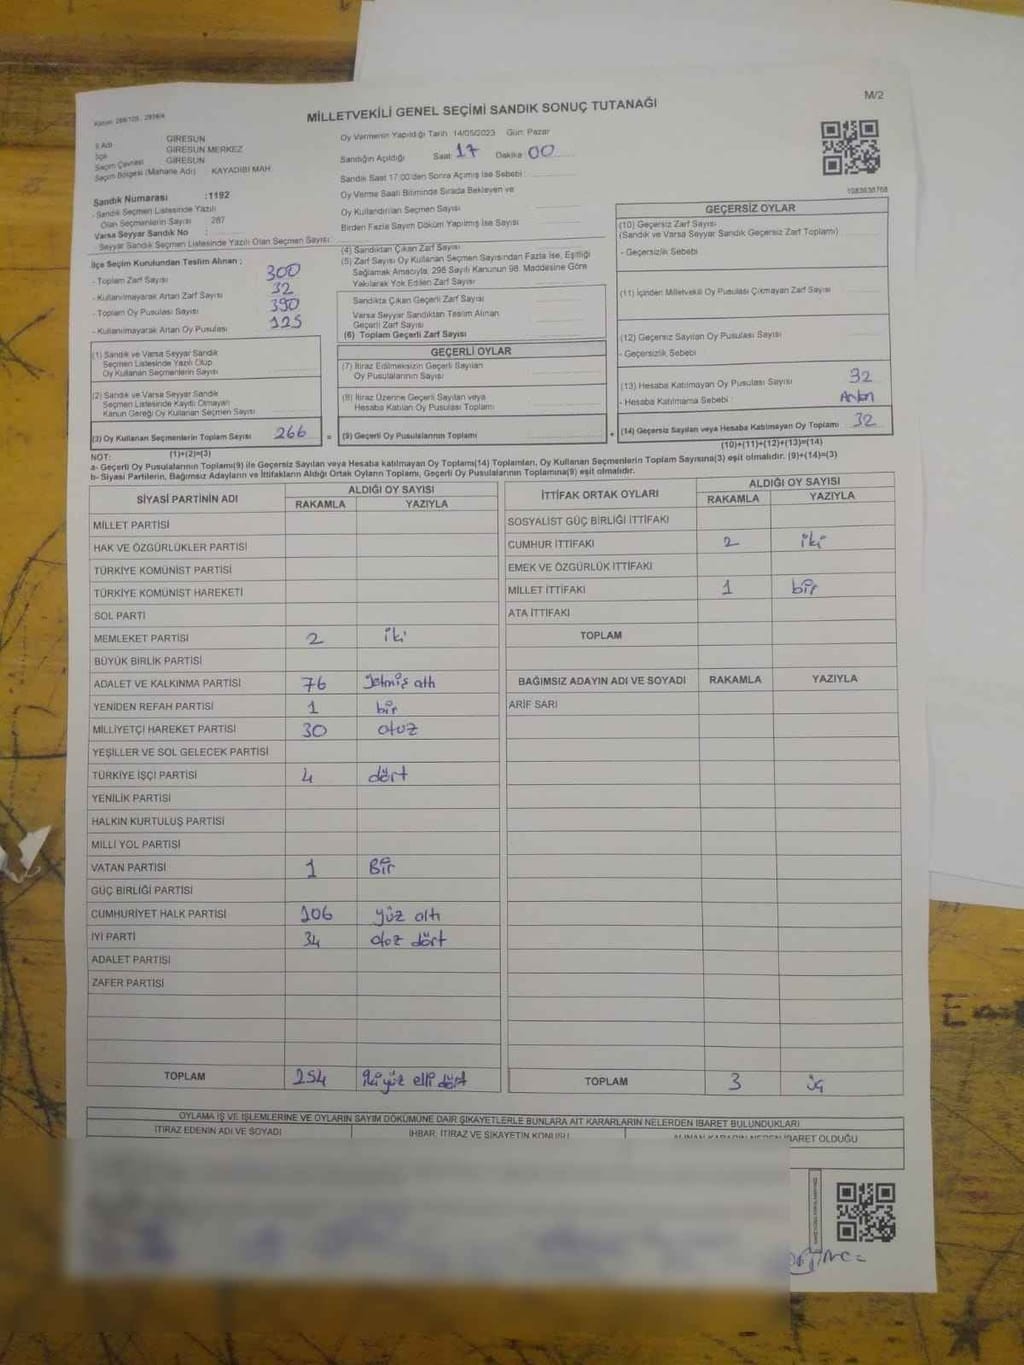 M/2
MİLLETVEKİLİ GENEL SEÇİMİ SANDIK SONUÇ TUTANAĞI
İl Adı GİRESUN
İlçe GİRESUN MERKEZ
Seçim Çevresi GİRESUN
Seçim Bölgesi (Mahalle Adı) : KAYADİBİ MAH.
Sandık Numarası :1192
- Sandık Seçmen Listesinde Yazılı
Olan Seçmenlerin Sayısı 287
Varsa Seyyar Sandık No :
- Seyyar Sandık Seçmen Listesinde Yazılı Olan Seçmen Sayısı:
Oy Vermenin Yapıldığı Tarih 14/05/2023 Gün: Pazar
Sandığın Açıldığı Saat 17 Dakika 00
Sandık Saat 17:00'den Sonra Açılmış İse Sebebi
Oy Verme Saati Bitiminde Sırada Bekleyen ve
Oy Kullandırılan Seçmen Sayısı
Birden Fazla Sayım Döküm Yapılmış İse Sayısı
İlçe Seçim Kurulundan Teslim Alınan ;
- Toplam Zarf Sayısı 300
- Kullanılmayarak Artan Zarf Sayısı 32
- Toplam Oy Pusulası Sayısı 390
- Kullanılmayarak Artan Oy Pusulası 125
(1) Sandık ve Varsa Seyyar Sandık
Seçmen Listesinde Yazılı Olup
Oy Kullanan Seçmenlerin Sayısı
(2) Sandık ve Varsa Seyyar Sandık
Seçmen Listesinde Kayıtlı Olmayan
Kanun Gereği Oy Kullanan Seçmen Sayısı
(3) Oy Kullanan Seçmenlerin Toplam Sayısı 266 =
(1)+(2)=(3)
(4) Sandıktan Çıkan Zarf Sayısı
(5) Zarf Sayısı Oy Kullanan Seçmen Sayısından Fazla İse, Eşitliği
Sağlamak Amacıyla, 298 Sayılı Kanunun 98. Maddesine Göre
Yakılarak Yok Edilen Zarf Sayısı
Sandıkta Çıkan Geçerli Zarf Sayısı
Varsa Seyyar Sandıktan Teslim Alınan
Geçerli Zarf Sayısı
(6) Toplam Geçerli Zarf Sayısı
GEÇERLİ OYLAR
(7) İtiraz Edilmeksizin Geçerli Sayılan
Oy Pusulalarının Sayısı
(8) İtiraz Üzerine Geçerli Sayılan veya
Hesaba Katılan Oy Pusulası Toplamı
(9) Geçerli Oy Pusulalarının Toplamı +
1083638768
GEÇERSİZ OYLAR
(10) Geçersiz Zarf Sayısı
(Sandık ve Varsa Seyyar Sandık Geçersiz Zarf Toplamı)
- Geçersizlik Sebebi
(11) İçinden Milletvekili Oy Pusulası Çıkmayan Zarf Sayısı
(12) Geçersiz Sayılan Oy Pusulası Sayısı
- Geçersizlik Sebebi
(13) Hesaba Katılmayan Oy Pusulası Sayısı 32
- Hesaba Katılmama Sebebi Artan
(14) Geçersiz Sayılan veya Hesaba Katılmayan Oy Toplamı 32
(10)+(11)+(12)+(13)=(14)
NOT:
a- Geçerli Oy Pusulalarının Toplamı(9) ile Geçersiz Sayılan veya Hesaba katılmayan Oy Toplamı(14) Toplamları, Oy Kullanan Seçmenlerin Toplam Sayısına(3) eşit olmalıdır. (9)+(14)=(3)
b- Siyasi Partilerin, Bağımsız Adayların ve İttifakların Aldığı Ortak Oyların Toplamı, Geçerli Oy Pusulalarının Toplamına(9) eşit olmalıdır.
SİYASİ PARTİNİN ADI ALDIĞI OY SAYISI
RAKAMLA YAZIYLA
MİLLET PARTİSİ
HAK VE ÖZGÜRLÜKLER PARTİSİ
TÜRKİYE KOMÜNİST PARTİSİ
TÜRKİYE KOMÜNİST HAREKETİ
SOL PARTİ
MEMLEKET PARTİSİ 2 iki
BÜYÜK BİRLİK PARTİSİ
ADALET VE KALKINMA PARTİSİ 76 yetmiş altı
YENİDEN REFAH PARTİSİ 1 bir
MİLLİYETÇİ HAREKET PARTİSİ 30 otuz
YEŞİLLER VE SOL GELECEK PARTİSİ
TÜRKİYE İŞÇİ PARTİSİ 4 dört
YENİLİK PARTİSİ
HALKIN KURTULUŞ PARTİSİ
MİLLİ YOL PARTİSİ
VATAN PARTİSİ 1 Bir
GÜÇ BİRLİĞİ PARTİSİ
CUMHURİYET HALK PARTİSİ 106 yüz altı
İYİ PARTİ 34 otuz dört
ADALET PARTİSİ
ZAFER PARTİSİ
TOPLAM 254 iki yüz elli dört
İTTİFAK ORTAK OYLARI ALDIĞI OY SAYISI
RAKAMLA YAZIYLA
SOSYALİST GÜÇ BİRLİĞİ İTTİFAKI
CUMHUR İTTİFAKI 2 iki
EMEK VE ÖZGÜRLÜK İTTİFAKI
MİLLET İTTİFAKI 1 bir
ATA İTTİFAKI
TOPLAM
BAĞIMSIZ ADAYIN ADI VE SOYADI RAKAMLA YAZIYLA
ARİF SARI
TOPLAM 3 üç
OYLAMA İŞ VE İŞLEMLERİNE VE OYLARIN SAYIM DÖKÜMÜNE DAİR ŞİKAYETLERLE BUNLARA AİT KARARLARIN NELERDEN İBARET BULUNDUKLARI
İTİRAZ EDENİN ADI VE SOYADI İHBAR, İTİRAZ VE ŞİKAYETİN KONUSU İBARET OLDUĞU